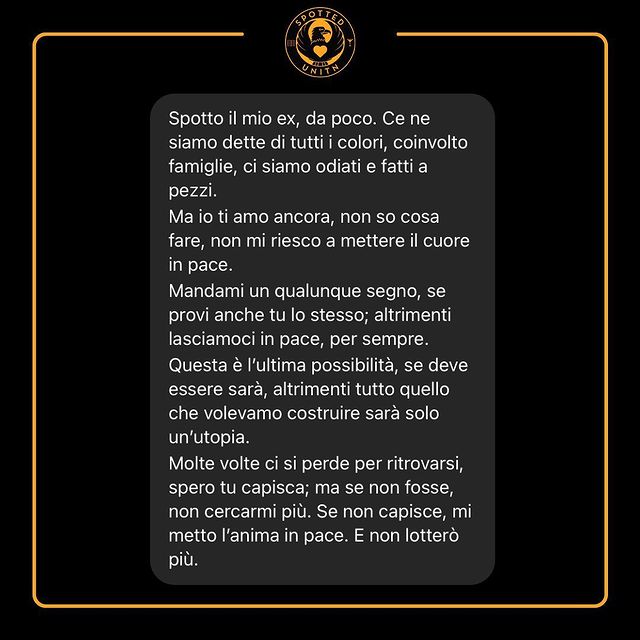 SPOTTED
UNITN
Spotto il mio ex, da poco. Ce ne
siamo dette di tutti i colori, coinvolto
famiglie, ci siamo odiati e fatti a
pezzi.
Ma io ti amo ancora, non so cosa
fare, non mi riesco a mettere il cuore
in pace.
Mandami un qualunque segno, se
provi anche tu lo stesso; altrimenti
lasciamoci in pace, per sempre.
Questa è l’ultima possibilità, se deve
essere sarà, altrimenti tutto quello
che volevamo costruire sarà solo
un’utopia.
Molte volte ci si perde per ritrovarsi,
spero tu capisca; ma se non fosse,
non cercarmi più. Se non capisce, mi
metto l’anima in pace. E non lotterò
più.